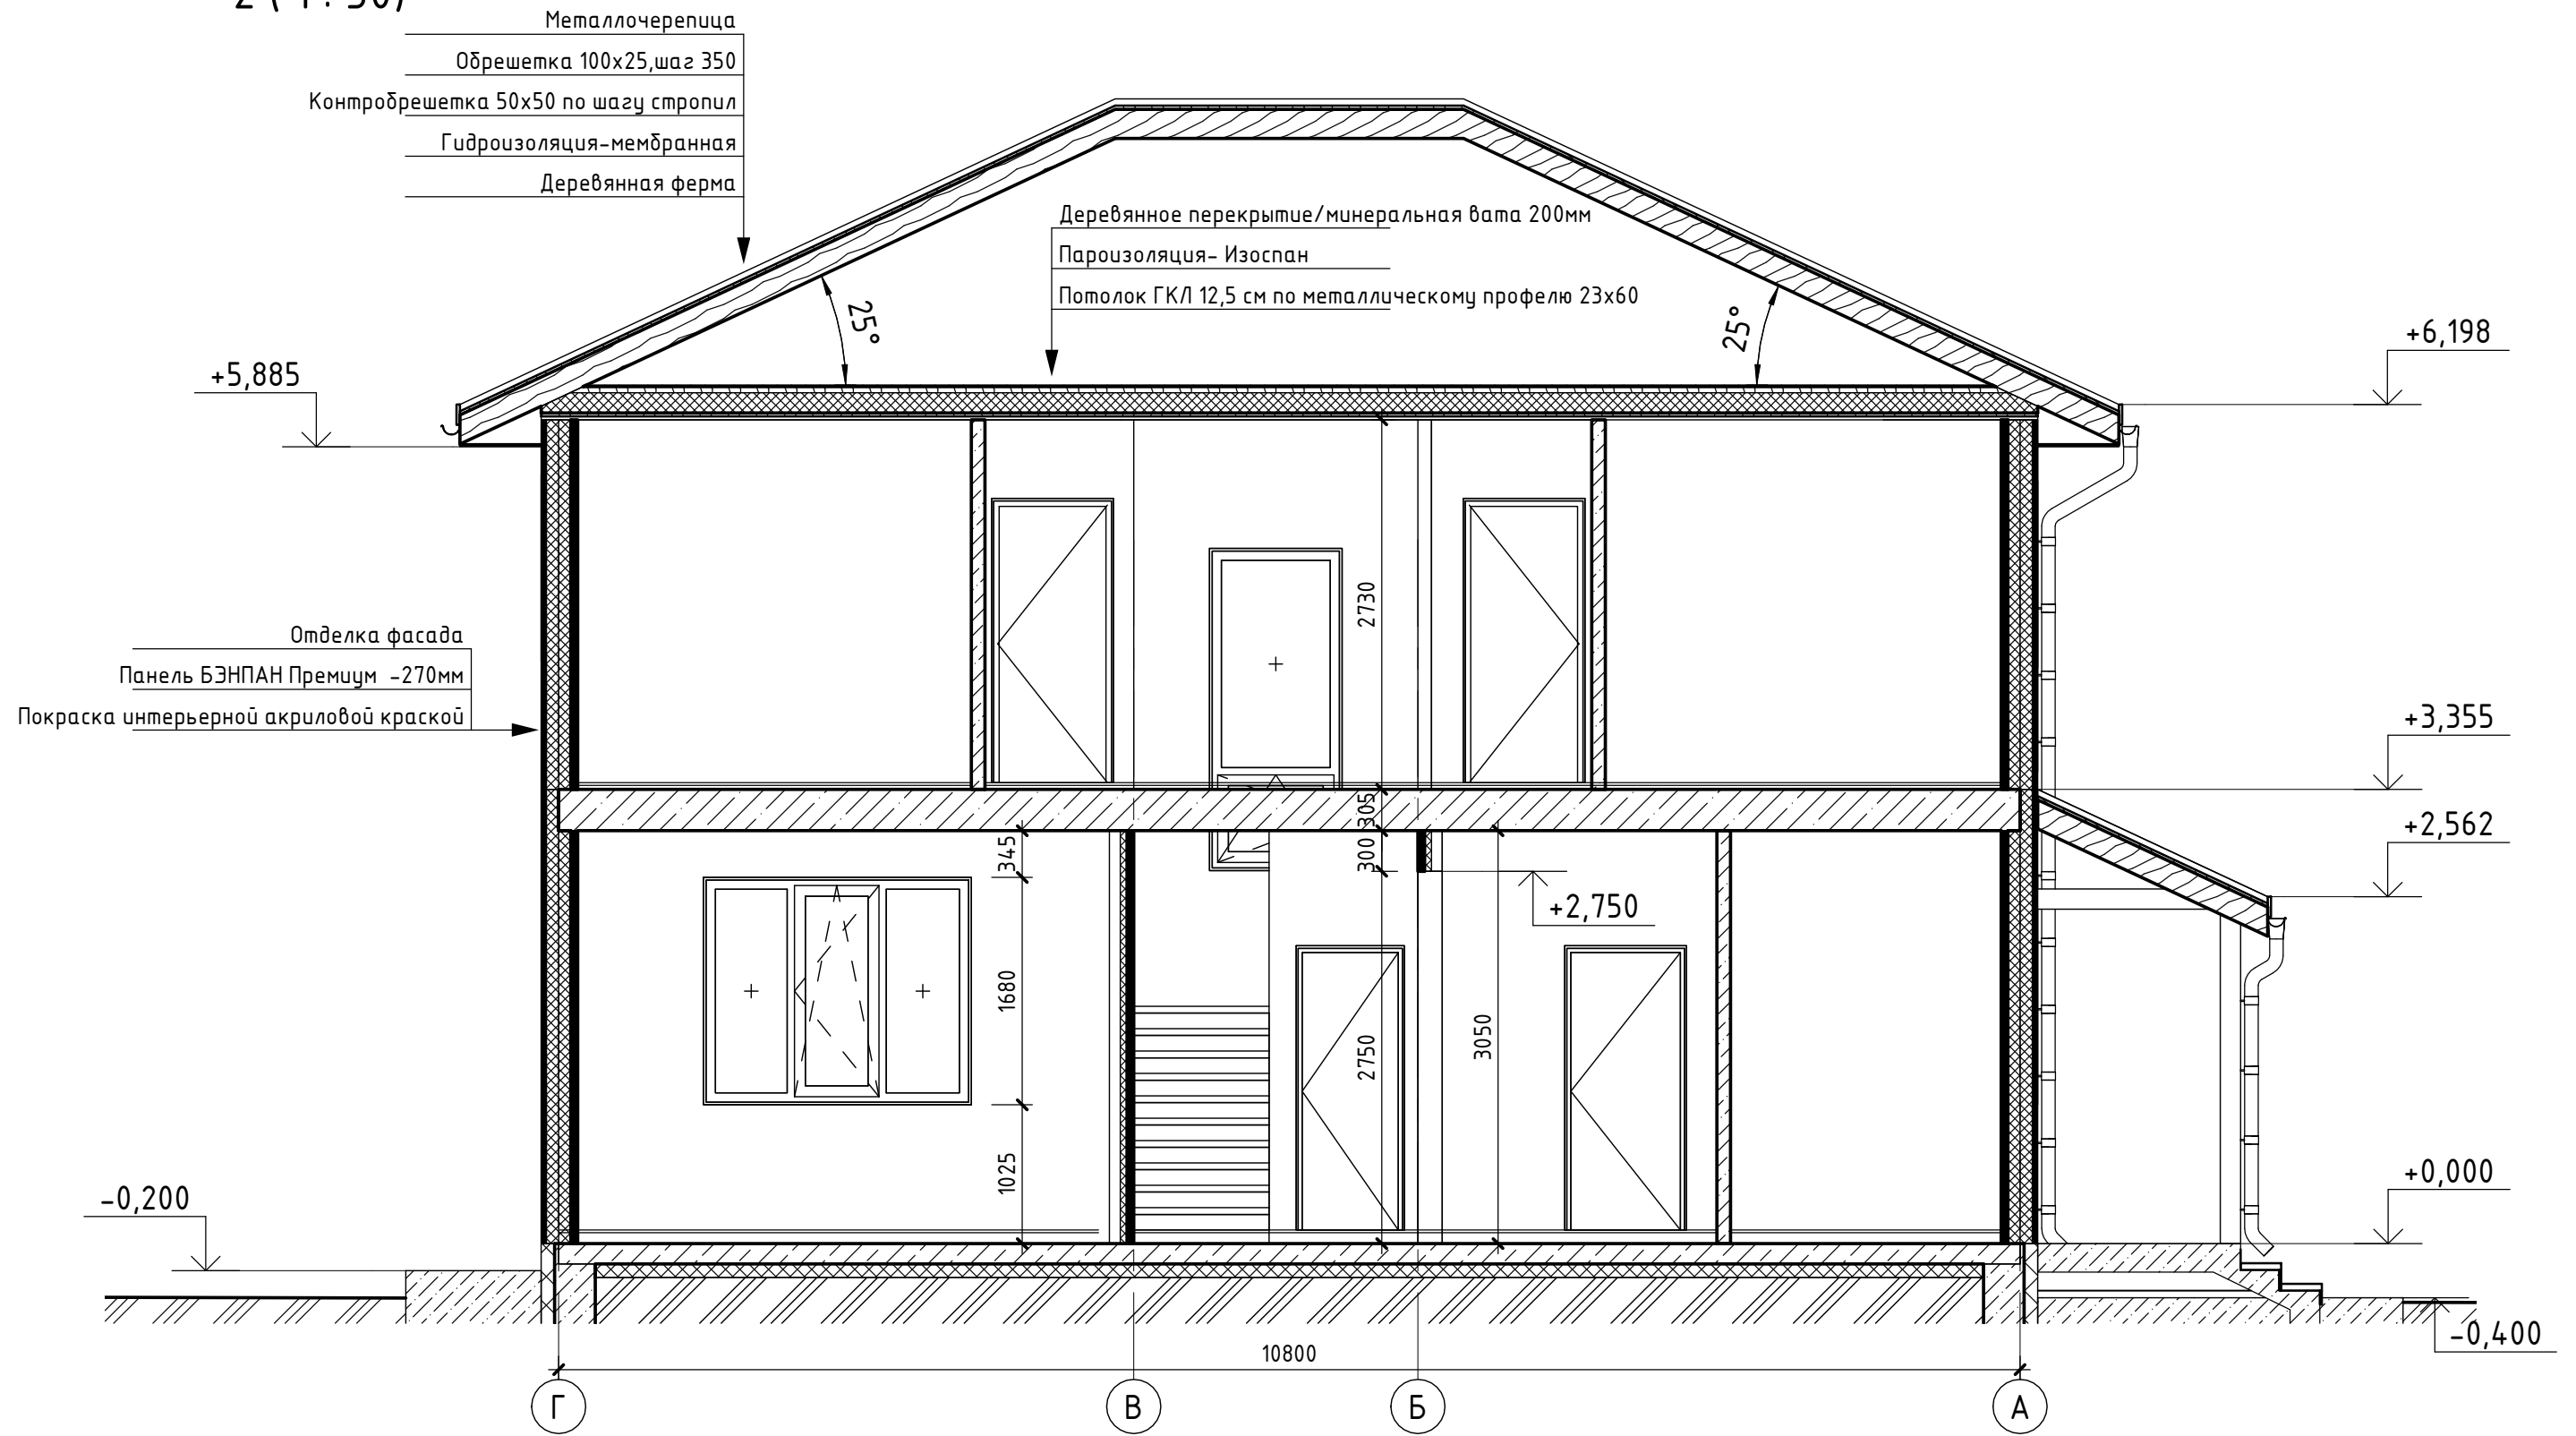 2 (1:50)
Металлочерепица
Обрешетка 100х25,шаг 350
Контробрешетка 50х50 по шагу стропил
Гидроизоляция-мембранная
Деревянная ферма
Деревянное перекрытие/минеральная вата 200мм
Пароизоляция- Изоспан
Потолок ГКЛ 12,5 см по металлическому профелю 23х60
25°
25°
+5,885
+6,198
Отделка фасада
Панель БЭНПАН Премиум -270мм
Покраска интерьерной акриловой краской
2730
+3,355
305
+2,562
345
300
+2,750
1680
2750
3050
1025
-0,200
+0,000
-0,400
10800
Г
В
Б
А